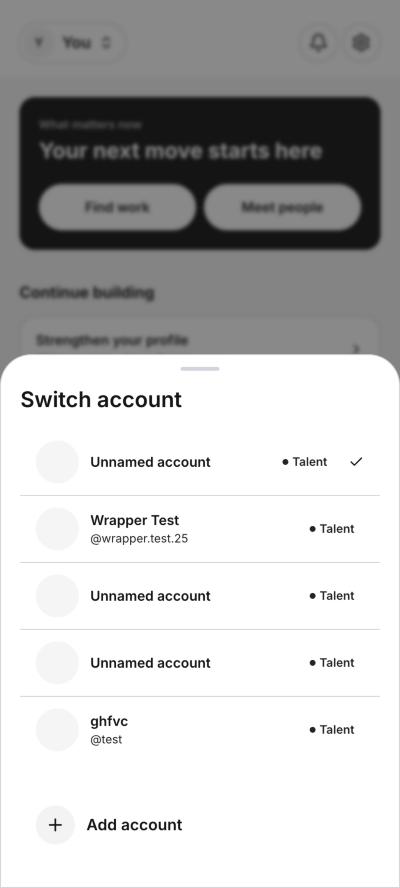 Y You
What matters now
Your next move starts here
Find work Meet people
Continue building
Strengthen your profile
Switch account
Unnamed account • Talent
Wrapper Test
@wrapper.test.25
• Talent
Unnamed account • Talent
Unnamed account • Talent
ghfvc
@test
• Talent
Add account